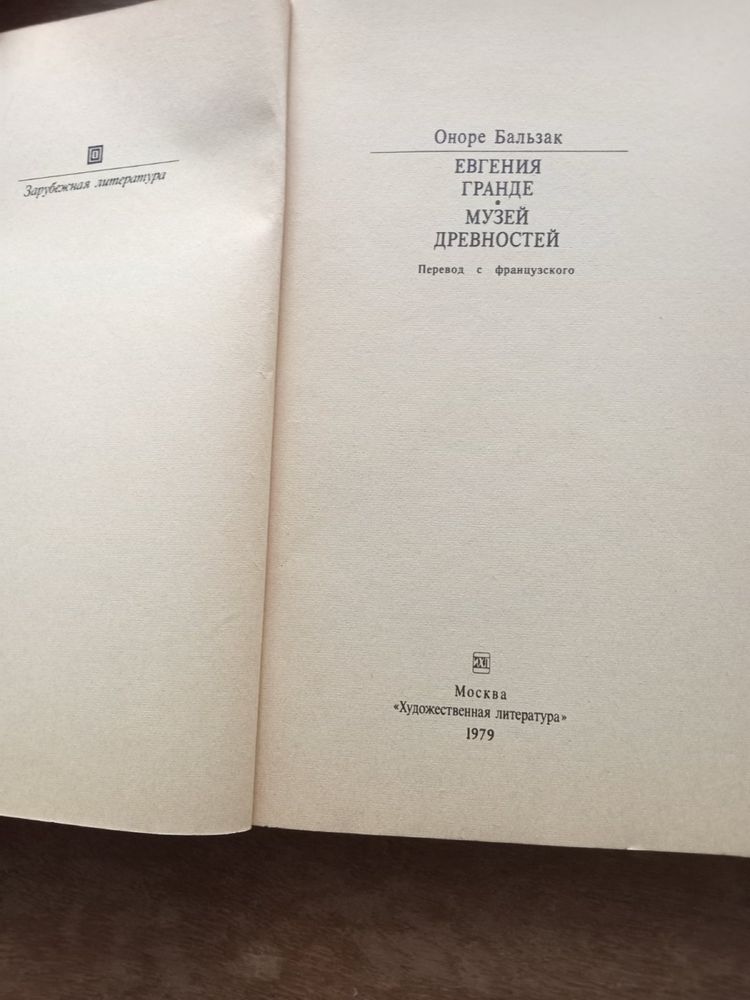 Зарубежная литература
Оноре Бальзак
ЕВГЕНИЯ
ГРАНДЕ
•
МУЗЕЙ
ДРЕВНОСТЕЙ
Перевод с французского
Москва
«Художественная литература»
1979